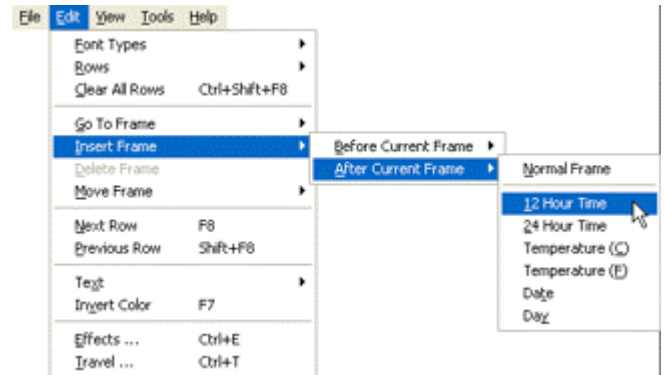 File Edit View Tools Help
Font Types
Rows
Clear All Rows Ctrl+Shift+F8
Go To Frame
Insert Frame
Delete Frame
Move Frame
Next Row F8
Previous Row Shift+F8
Text
Invert Color F7
Effects ... Ctrl+E
Travel ... Ctrl+T
Before Current Frame
After Current Frame
Normal Frame
12 Hour Time
24 Hour Time
Temperature (C)
Temperature (F)
Date
Day